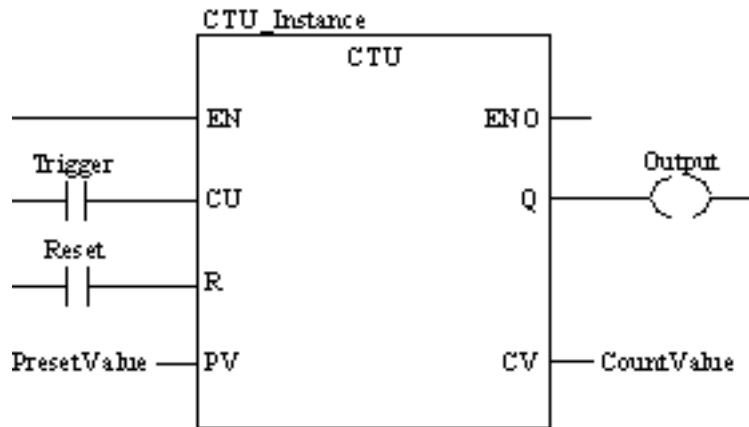 CTU_Instance
CTU
EN ENO
Trigger Output
CU Q
Reset
R
PresetValue PV CV CountValue